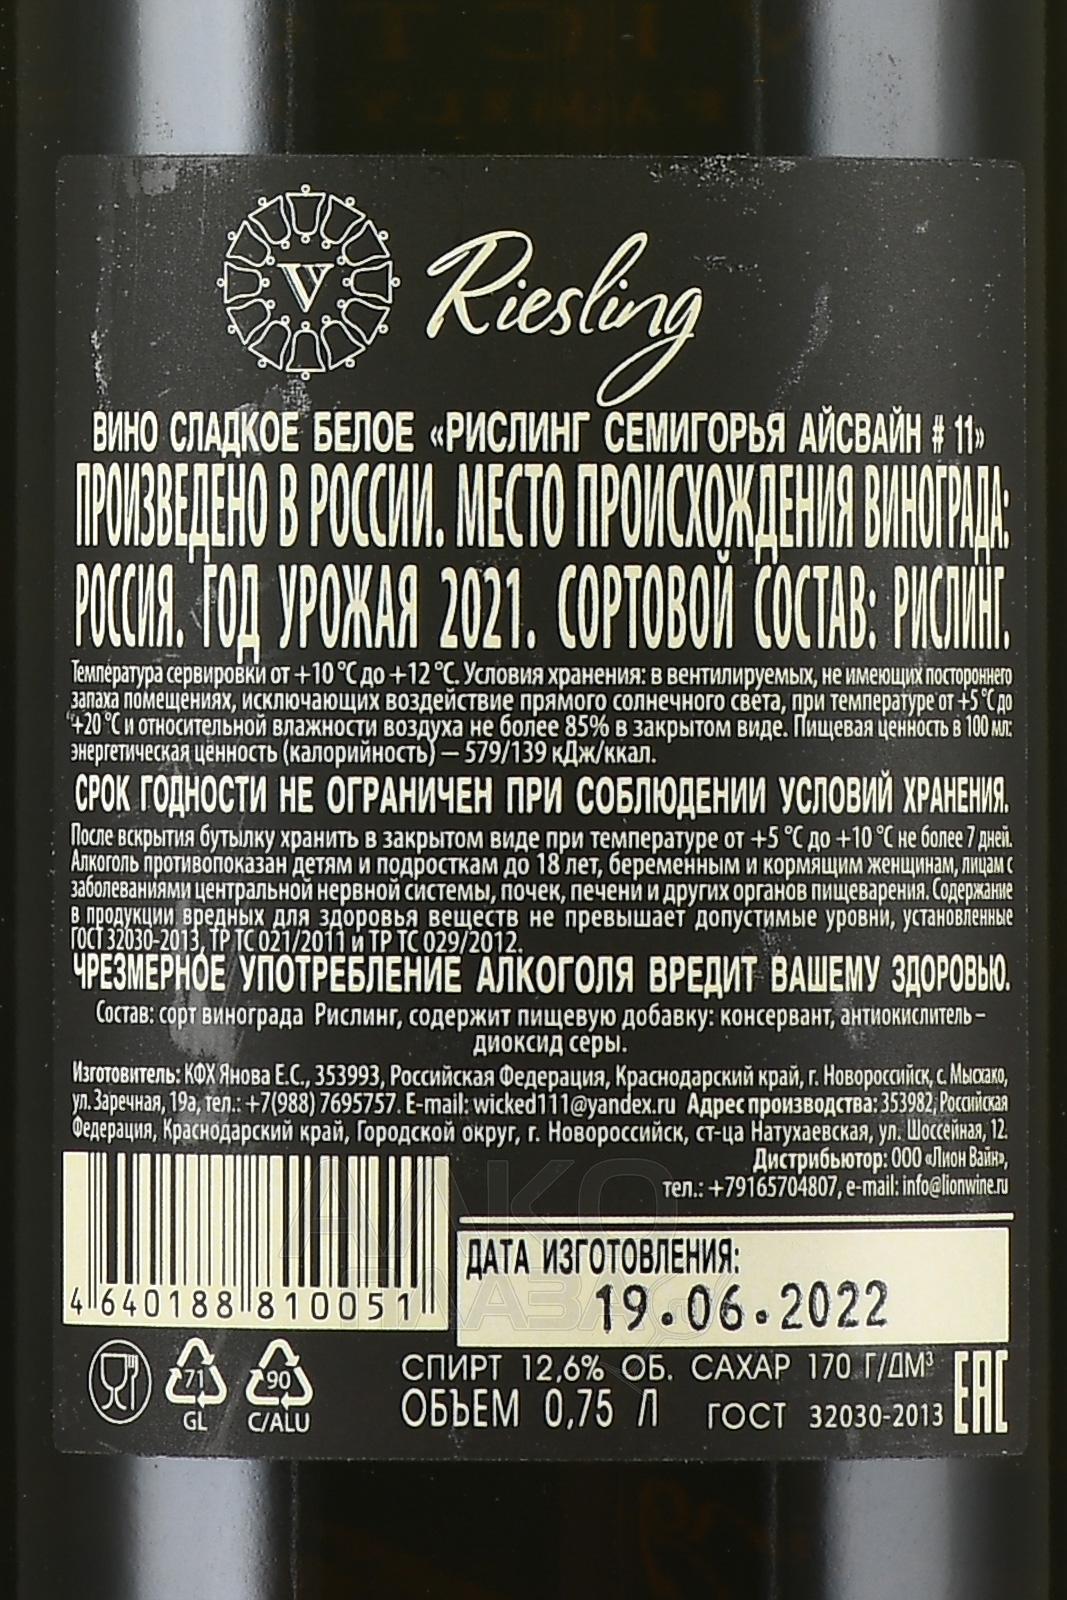 V
Riesling
ВИНО СЛАДКОЕ БЕЛОЕ «РИСЛИНГ СЕМИГОРЬЯ АЙСВАЙН # 11»
ПРОИЗВЕДЕНО В РОССИИ. МЕСТО ПРОИСХОЖДЕНИЯ ВИНОГРАДА:
РОССИЯ. ГОД УРОЖАЯ 2021. СОРТОВОЙ СОСТАВ: РИСЛИНГ.
Температура сервировки от +10 °С до +12 °С. Условия хранения: в вентилируемых, не имеющих постороннего
запаха помещениях, исключающих воздействие прямого солнечного света, при температуре от +5 °С до
+20 °С и относительной влажности воздуха не более 85% в закрытом виде. Пищевая ценность в 100 мл:
энергетическая ценность (калорийность) — 579/139 кДж/ккал.
СРОК ГОДНОСТИ НЕ ОГРАНИЧЕН ПРИ СОБЛЮДЕНИИ УСЛОВИЙ ХРАНЕНИЯ.
После вскрытия бутылку хранить в закрытом виде при температуре от +5 °С до +10 °С не более 7 дней.
Алкоголь противопоказан детям и подросткам до 18 лет, беременным и кормящим женщинам, лицам с
заболеваниями центральной нервной системы, почек, печени и других органов пищеварения. Содержание
в продукции вредных для здоровья веществ не превышает допустимые уровни, установленные
ГОСТ 32030-2013, ТР ТС 021/2011 и ТР ТС 029/2012.
ЧРЕЗМЕРНОЕ УПОТРЕБЛЕНИЕ АЛКОГОЛЯ ВРЕДИТ ВАШЕМУ ЗДОРОВЬЮ.
Состав: сорт винограда Рислинг, содержит пищевую добавку: консервант, антиокислитель –
диоксид серы.
Изготовитель: КФХ Янова Е.С., 353993, Российская Федерация, Краснодарский край, г. Новороссийск, с. Мысхако,
ул. Заречная, 19а, тел.: +7(988) 7695757. E-mail: wicked111@yandex.ru Адрес производства: 353982, Российская
Федерация, Краснодарский край, Городской округ, г. Новороссийск, ст-ца Натухаевская, ул. Шоссейная, 12.
Дистрибьютор: ООО «Лион Вайн»,
тел.: +79165704807, e-mail: info@lionwine.ru
АЛКО
ПЛАЗА
4 640188 810051
ДАТА ИЗГОТОВЛЕНИЯ:
19.06.2022
71
GL
90
C/ALU
СПИРТ 12,6% ОБ. САХАР 170 Г/ДМ³
ОБЪЕМ 0,75 Л ГОСТ 32030-2013
EAC